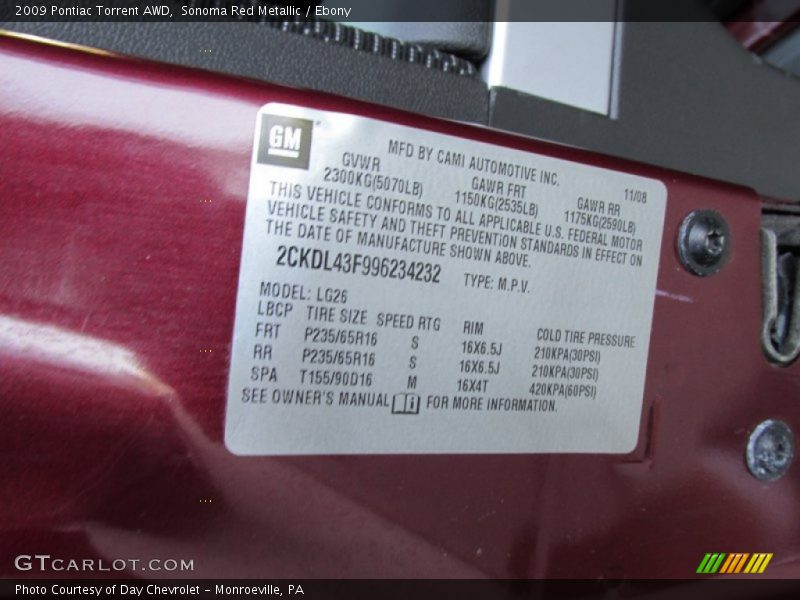 2009 Pontiac Torrent AWD, Sonoma Red Metallic / Ebony
GM
MFD BY CAMI AUTOMOTIVE INC.
GVWR GAWR FRT GAWR RR 11/08
2300KG(5070LB) 1150KG(2535LB) 1175KG(2590LB)
THIS VEHICLE CONFORMS TO ALL APPLICABLE U.S. FEDERAL MOTOR
VEHICLE SAFETY AND THEFT PREVENTION STANDARDS IN EFFECT ON
THE DATE OF MANUFACTURE SHOWN ABOVE.
2CKDL43F996234232 TYPE: M.P.V.
MODEL: LG26
LBCP TIRE SIZE SPEED RTG RIM COLD TIRE PRESSURE
FRT P235/65R16 S 16X6.5J 210KPA(30PSI)
RR P235/65R16 S 16X6.5J 210KPA(30PSI)
SPA T155/90D16 M 16X4T 420KPA(60PSI)
SEE OWNER'S MANUAL i FOR MORE INFORMATION.
GTCARLOT.COM
Photo Courtesy of Day Chevrolet - Monroeville, PA